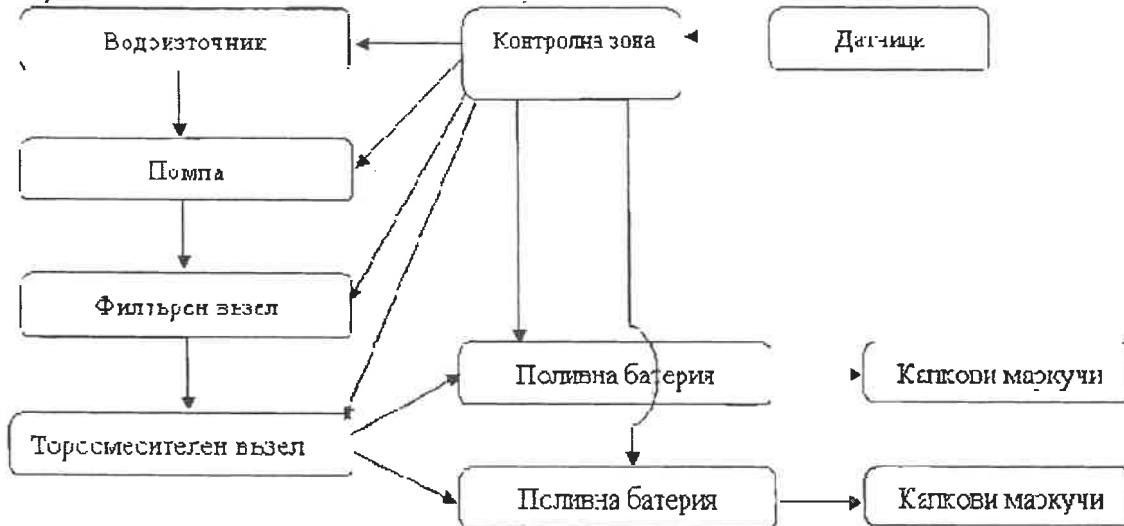 Водоизточник
Контролна зона
Датчици
Помпа
Филтърен възел
Поливна батерия
Капкови маркучи
Торосмесителен възел
Поливна батерия
Капкови маркучи